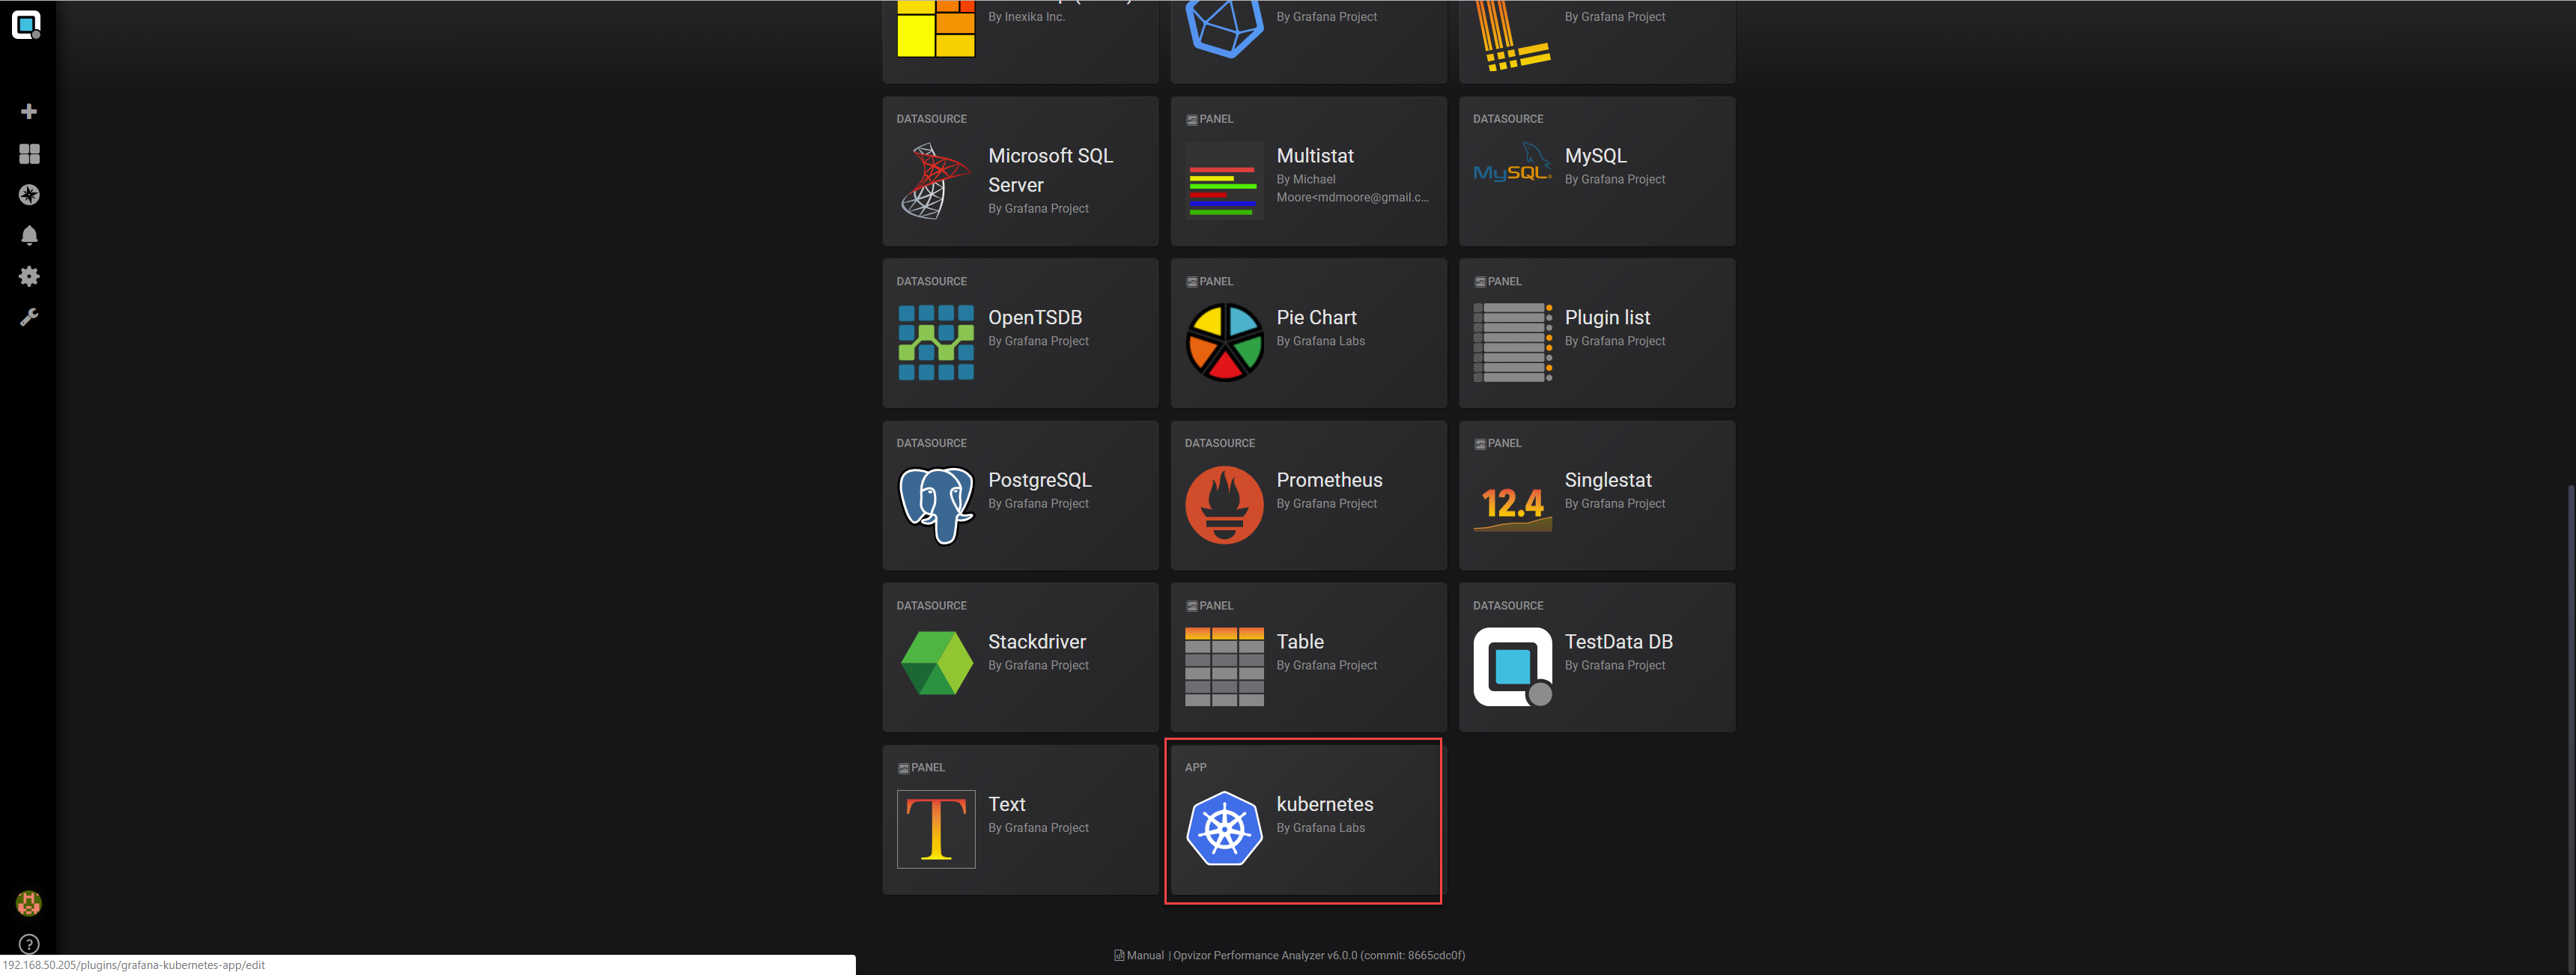 By Inexika Inc.
By Grafana Project
By Grafana Project
DATASOURCE
Microsoft SQL
Server
By Grafana Project
PANEL
Multistat
By Michael
Moore<mdmoore@gmail.c...
DATASOURCE
MySQL
MySQL
By Grafana Project
DATASOURCE
OpenTSDB
By Grafana Project
PANEL
Pie Chart
By Grafana Labs
PANEL
Plugin list
By Grafana Project
DATASOURCE
PostgreSQL
By Grafana Project
DATASOURCE
Prometheus
By Grafana Project
PANEL
12.4
Singlestat
By Grafana Project
DATASOURCE
Stackdriver
By Grafana Project
PANEL
Table
By Grafana Project
DATASOURCE
TestData DB
By Grafana Project
PANEL
T
Text
By Grafana Project
APP
kubernetes
By Grafana Labs
Manual | Opvizor Performance Analyzer v6.0.0 (commit: 8665cdc0f)
192.168.50.205/plugins/grafana-kubernetes-app/edit